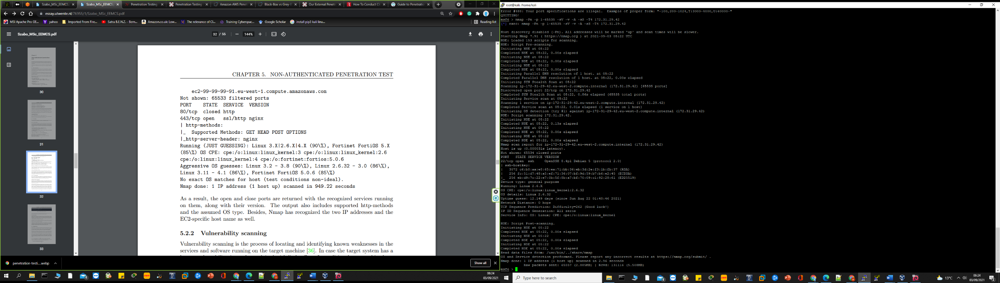 Szabo_MSc_EEMCS.
Szabo_MSc_EEMCS.
Penetration Testing
Penetration Testing
Amazon AWS Penet
Black-Box vs Grey-B
Our External Penetr
How To Conduct Cl
Guide to Penetratio
essay.utwente.nl/76955/1/Szabo_MSc_EEMCS.pdf
MSI Apache Pro GE...
yahoo
Imported From Fire...
Satra B.E.N.Z. - Bern...
Amazon.co.uk: Low...
The relevance of Cl...
Training Cyberspac...
Google Scholar
install pip3 kali linu...
Reading list
Szabo_MSc_EEMCS.pdf
32 / 55
144%
30
31
32
33
CHAPTER 5. NON-AUTHENTICATED PENETRATION TEST
ec2-99-99-99-91.eu-west-1.compute.amazonaws.com
Not shown: 65533 filtered ports
PORT STATE SERVICE VERSION
80/tcp closed http
443/tcp open ssl/http nginx
| http-methods:
|_ Supported Methods: GET HEAD POST OPTIONS
|_http-server-header: nginx
Running (JUST GUESSING): Linux 3.X|2.6.X|4.X (90\%), Fortinet FortiOS 5.X
(85\%) OS CPE: cpe:/o:linux:linux_kernel:3 cpe:/o:linux:linux_kernel:2.6
cpe:/o:linux:linux_kernel:4 cpe:/o:fortinet:fortios:5.0.6
Aggressive OS guesses: Linux 3.2 - 3.8 (90\%), Linux 2.6.32 - 3.0 (86\%),
Linux 3.11 - 4.1 (86\%), Fortinet FortiOS 5.0.6 (85\%)
No exact OS matches for host (test conditions non-ideal).
Nmap done: 1 IP address (1 host up) scanned in 949.22 seconds
As a result, the open and close ports are returned with the recognized services running
on them, along with their version. The output also includes supported http-methods
and the assumed OS type. Besides, Nmap has recognized the two IP addresses and the
EC2-specific host name as well.
5.2.2 Vulnerability scanning
Vulnerability scanning is the process of locating and identifying known weaknesses in the
services and software running on the target machine [36]. In case the target system has a
penetration-testi....webp
Show all
06:24
03/09/2021
root@kali: /home/kali
Error #488: Your port specifications are illegal. Example of proper form: "-100,200-1024,T:3000-4000,U:60000-"
QUITTING!
msf6 > nmap -Pn -p 1-65535 -sV -v -A -sS -T4 172.31.29.42
[*] exec: nmap -Pn -p 1-65535 -sV -v -A -sS -T4 172.31.29.42
Host discovery disabled (-Pn). All addresses will be marked 'up' and scan times will be slower.
Starting Nmap 7.91 ( https://nmap.org ) at 2021-09-03 05:22 UTC
NSE: Loaded 153 scripts for scanning.
NSE: Script Pre-scanning.
Initiating NSE at 05:22
Completed NSE at 05:22, 0.00s elapsed
Initiating NSE at 05:22
Completed NSE at 05:22, 0.00s elapsed
Initiating NSE at 05:22
Completed NSE at 05:22, 0.00s elapsed
Initiating Parallel DNS resolution of 1 host. at 05:22
Completed Parallel DNS resolution of 1 host. at 05:22, 0.00s elapsed
Initiating SYN Stealth Scan at 05:22
Scanning ip-172-31-29-42.eu-west-2.compute.internal (172.31.29.42) [65535 ports]
Discovered open port 22/tcp on 172.31.29.42
Completed SYN Stealth Scan at 05:22, 0.86s elapsed (65535 total ports)
Initiating Service scan at 05:22
Scanning 1 service on ip-172-31-29-42.eu-west-2.compute.internal (172.31.29.42)
Completed Service scan at 05:22, 0.01s elapsed (1 service on 1 host)
Initiating OS detection (try #1) against ip-172-31-29-42.eu-west-2.compute.internal (172.31.29.42)
NSE: Script scanning 172.31.29.42.
Initiating NSE at 05:22
Completed NSE at 05:22, 0.13s elapsed
Initiating NSE at 05:22
Completed NSE at 05:22, 0.00s elapsed
Initiating NSE at 05:22
Completed NSE at 05:22, 0.00s elapsed
Nmap scan report for ip-172-31-29-42.eu-west-2.compute.internal (172.31.29.42)
Host is up (0.000031s latency).
Not shown: 65534 closed ports
PORT STATE SERVICE VERSION
22/tcp open ssh OpenSSH 8.4p1 Debian 5 (protocol 2.0)
| ssh-hostkey:
| 3072 c6:b8:aa:e8:65:ea:71:bb:36:eb:3d:2e:f3:1b:fb:37 (RSA)
| 256 fc:51:d7:48:a5:ef:71:36:07:bf:9d:59:b7:b6:e2:45 (ECDSA)
|_ 256 eb:d9:7c:22:e7:0b:5f:8b:a7:bf:70:09:c1:92:28:61 (ED25519)
Device type: general purpose
Running: Linux 2.6.X
OS CPE: cpe:/o:linux:linux_kernel:2.6.32
OS details: Linux 2.6.32
Uptime guess: 12.149 days (since Sun Aug 22 01:48:46 2021)
Network Distance: 0 hops
TCP Sequence Prediction: Difficulty=262 (Good luck!)
IP ID Sequence Generation: All zeros
Service Info: OS: Linux; CPE: cpe:/o:linux:linux_kernel
NSE: Script Post-scanning.
Initiating NSE at 05:22
Completed NSE at 05:22, 0.00s elapsed
Initiating NSE at 05:22
Completed NSE at 05:22, 0.00s elapsed
Initiating NSE at 05:22
Completed NSE at 05:22, 0.00s elapsed
Read data files from: /usr/bin/../share/nmap
OS and Service detection performed. Please report any incorrect results at https://nmap.org/submit/ .
Nmap done: 1 IP address (1 host up) scanned in 2.96 seconds
Raw packets sent: 65557 (2.885MB) | Rcvd: 131116 (5.508MB)
msf6 >
Type here to search
13°C
06:24
03/09/2021